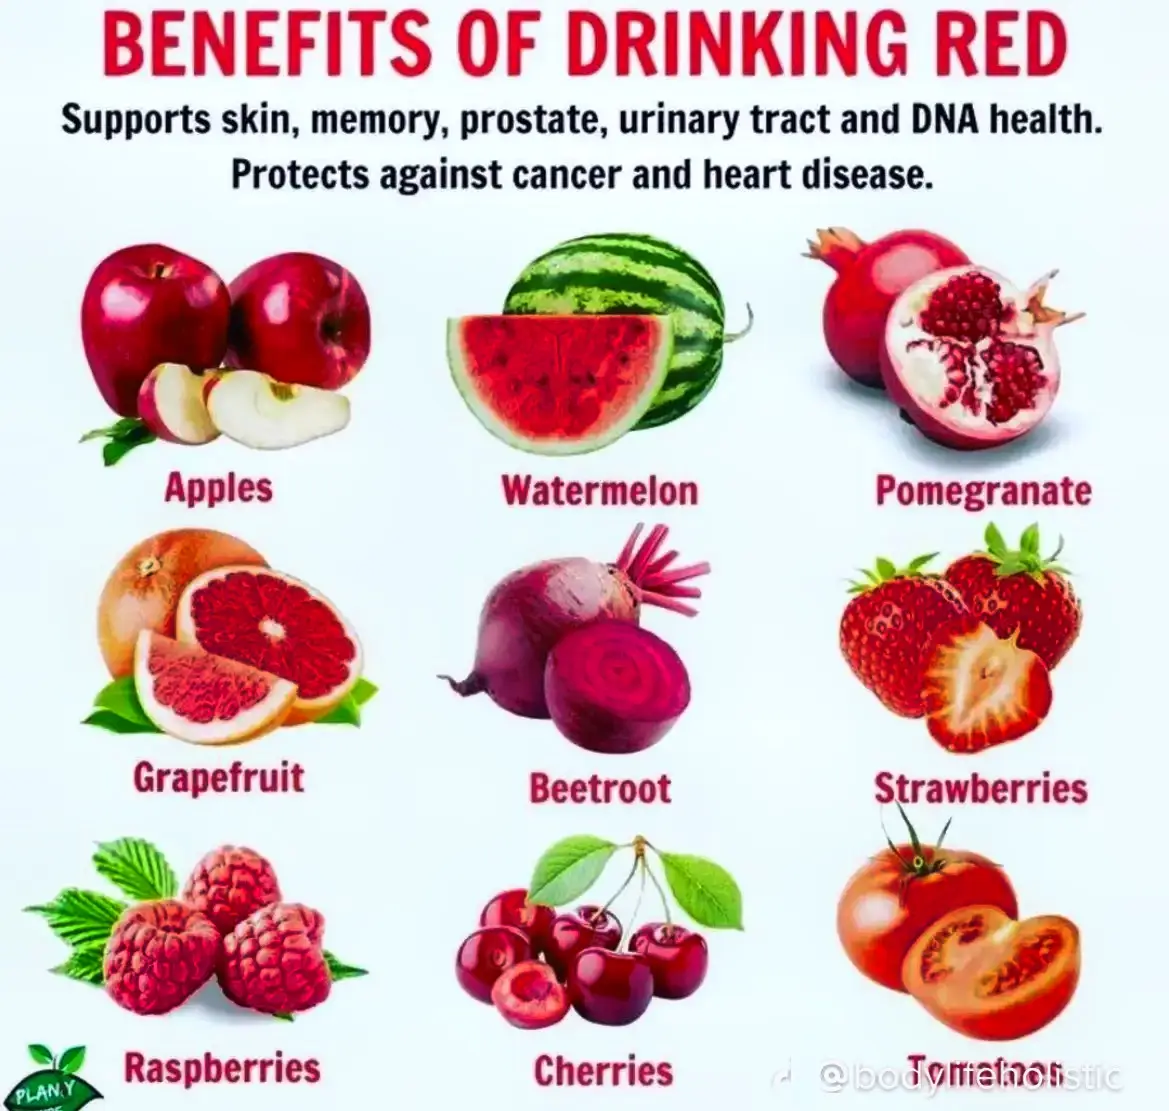 BENEFITS OF DRINKING RED
Supports skin, memory, prostate, urinary tract and DNA health.
Protects against cancer and heart disease.
Apples
Watermelon
Pomegranate
Grapefruit
Beetroot
Strawberries
Raspberries
Cherries
Tomatoes
@bodylifeholistic
PLAN.Y